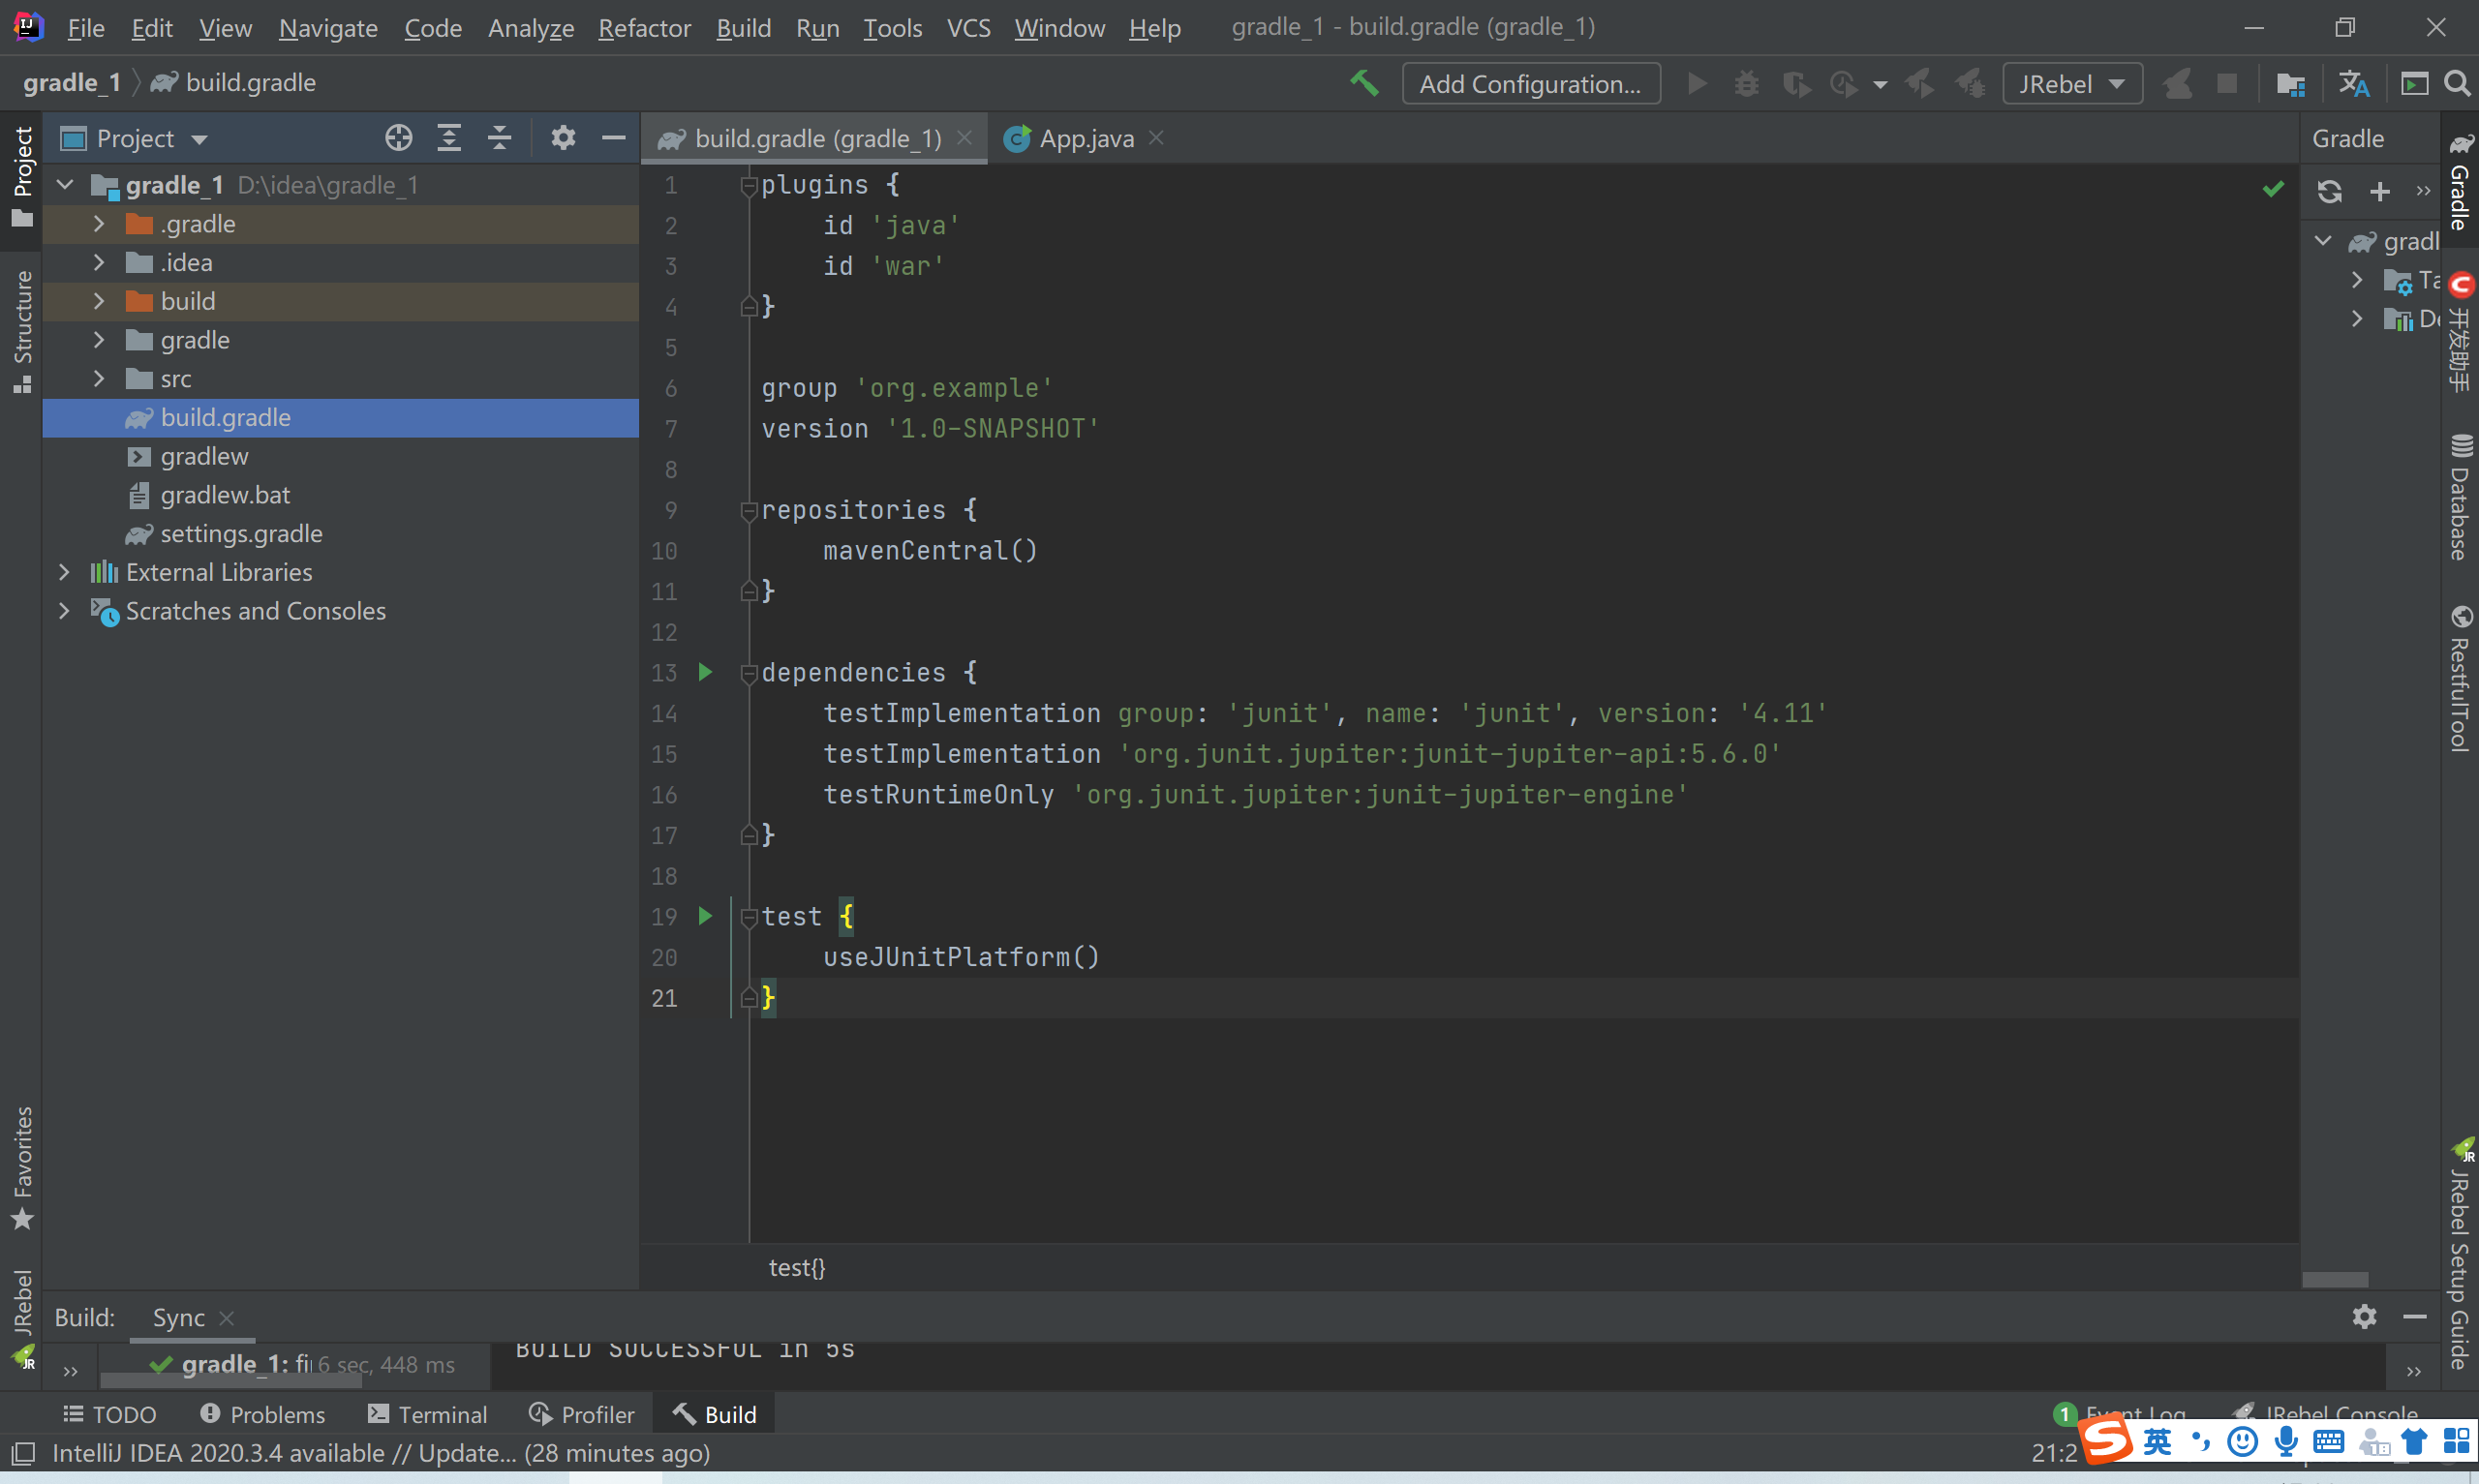 File Edit View Navigate Code Analyze Refactor Build Run Tools VCS Window Help gradle_1 - build.gradle (gradle_1)
gradle_1 build.gradle Add Configuration... JRebel
Project
build.gradle (gradle_1)
App.java
Gradle
gradle_1 D:\idea\gradle_1
.gradle
.idea
build
gradle
src
build.gradle
gradlew
gradlew.bat
settings.gradle
External Libraries
Scratches and Consoles
1 plugins {
2 id 'java'
3 id 'war'
4 }
5
6 group 'org.example'
7 version '1.0-SNAPSHOT'
8
9 repositories {
10 mavenCentral()
11 }
12
13 dependencies {
14 testImplementation group: 'junit', name: 'junit', version: '4.11'
15 testImplementation 'org.junit.jupiter:junit-jupiter-api:5.6.0'
16 testRuntimeOnly 'org.junit.jupiter:junit-jupiter-engine'
17 }
18
19 test {
20 useJUnitPlatform()
21 }
test{}
gradl
Ta
De
Project
Structure
Favorites
JRebel
Gradle
开发助手
Database
RestfulTool
JRebel Setup Guide
Build: Sync
gradle_1: fi 6 sec, 448 ms
BUILD SUCCESSFUL in 5s
TODO Problems Terminal Profiler Build
1 Event Log JRebel Console
IntelliJ IDEA 2020.3.4 available // Update... (28 minutes ago)
21:2
英